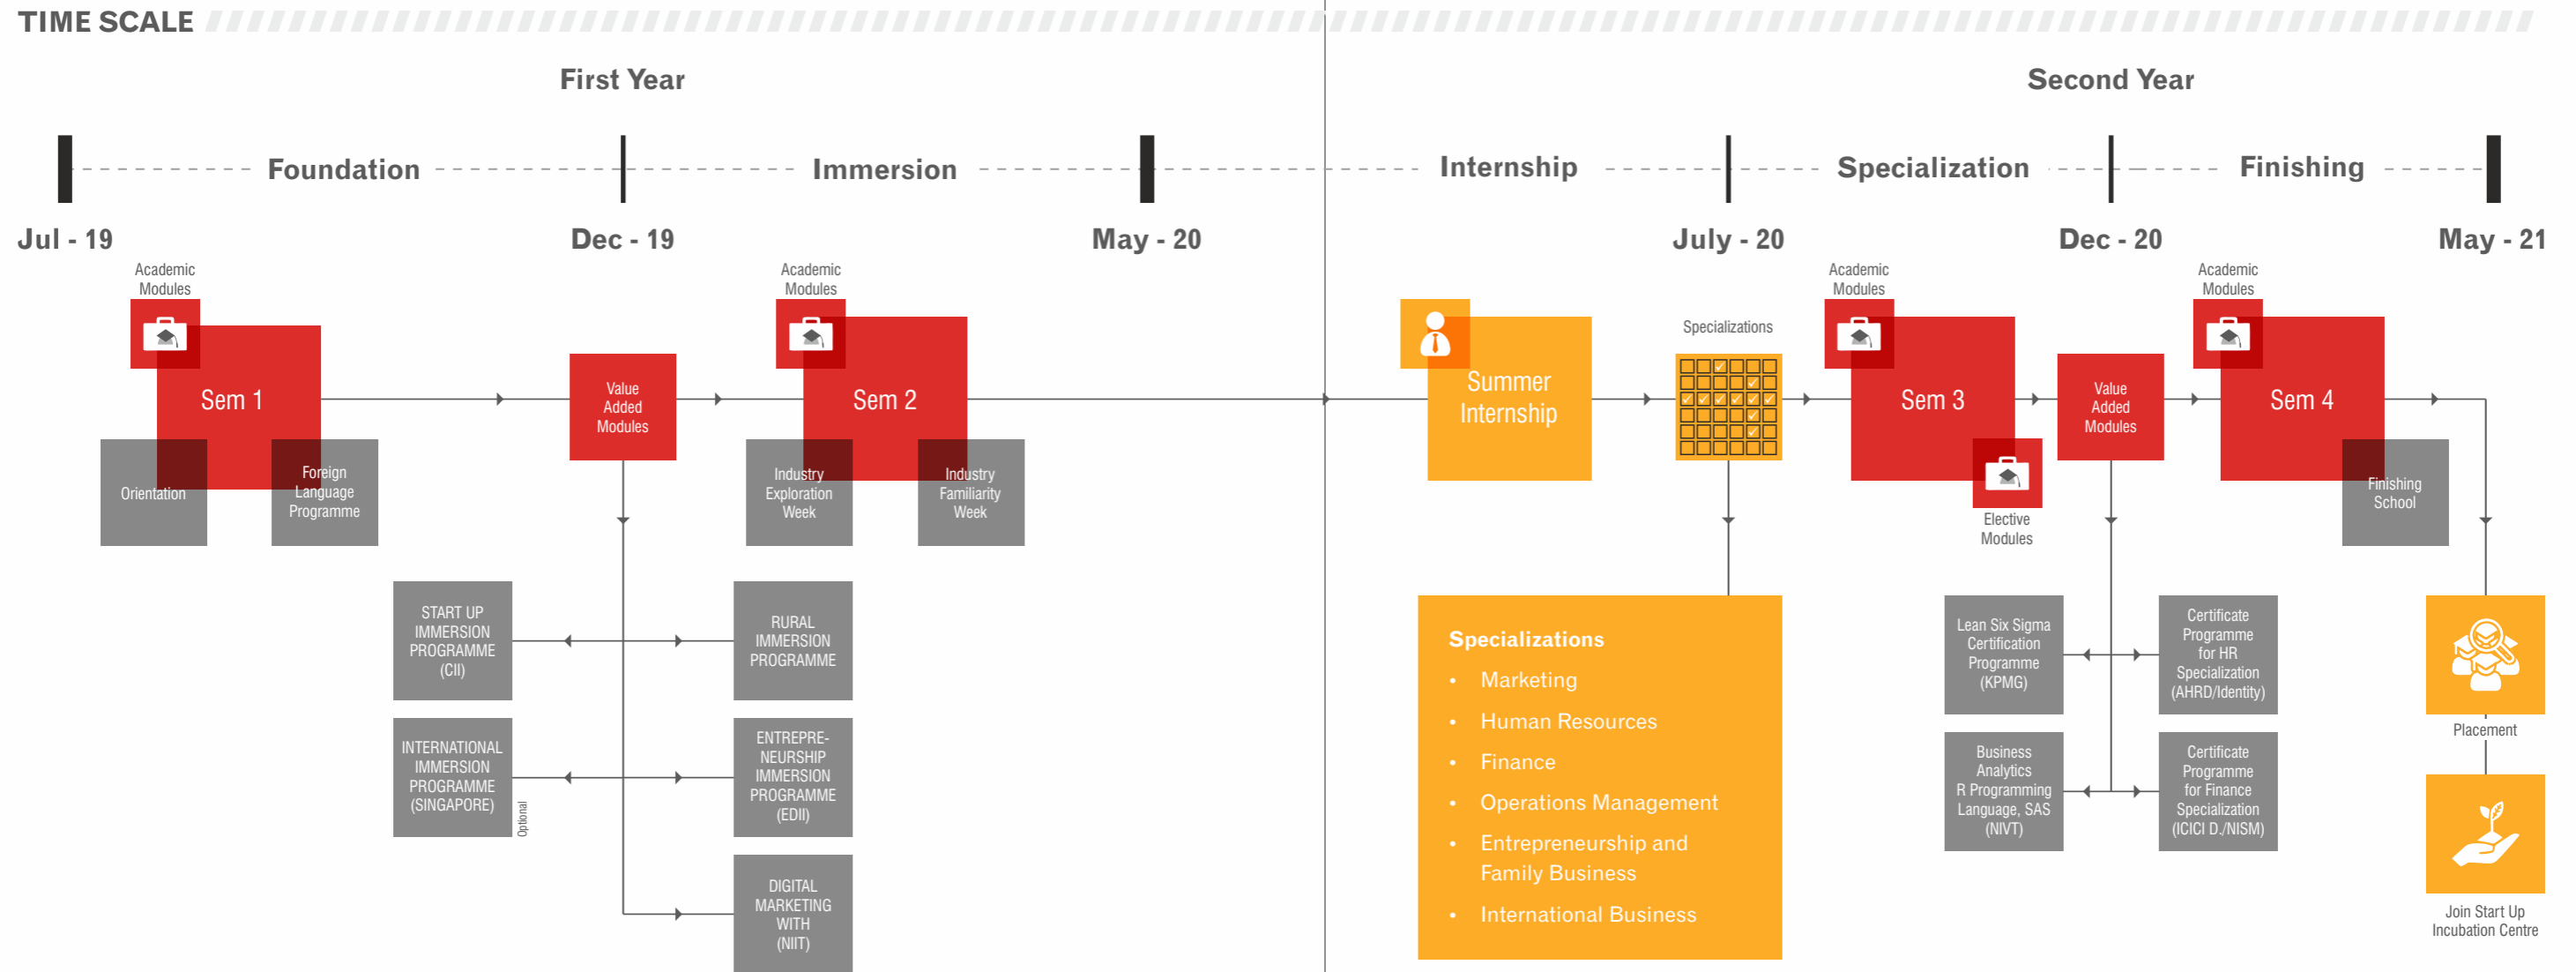 TIME SCALE
First Year
Second Year
Foundation
Immersion
Internship
Specialization
Finishing
Jul - 19
Dec - 19
May - 20
July - 20
Dec - 20
May - 21
Academic
Modules
Sem 1
Orientation
Foreign
Language
Programme
Value
Added
Modules
Academic
Modules
Sem 2
Industry
Exploration
Week
Industry
Familiarity
Week
START UP
IMMERSION
PROGRAMME
(CII)
RURAL
IMMERSION
PROGRAMME
INTERNATIONAL
IMMERSION
PROGRAMME
(SINGAPORE)
Optional
ENTREPRE-
NEURSHIP
IMMERSION
PROGRAMME
(EDII)
DIGITAL
MARKETING
WITH
(NIIT)
Summer
Internship
Specializations
Specializations
• Marketing
• Human Resources
• Finance
• Operations Management
• Entrepreneurship and
Family Business
• International Business
Academic
Modules
Sem 3
Elective
Modules
Value
Added
Modules
Lean Six Sigma
Certification
Programme
(KPMG)
Certificate
Programme
for HR
Specialization
(AHRD/Identity)
Business
Analytics
R Programming
Language, SAS
(NIVT)
Certificate
Programme
for Finance
Specialization
(ICICI D./NISM)
Academic
Modules
Sem 4
Finishing
School
Placement
Join Start Up
Incubation Centre